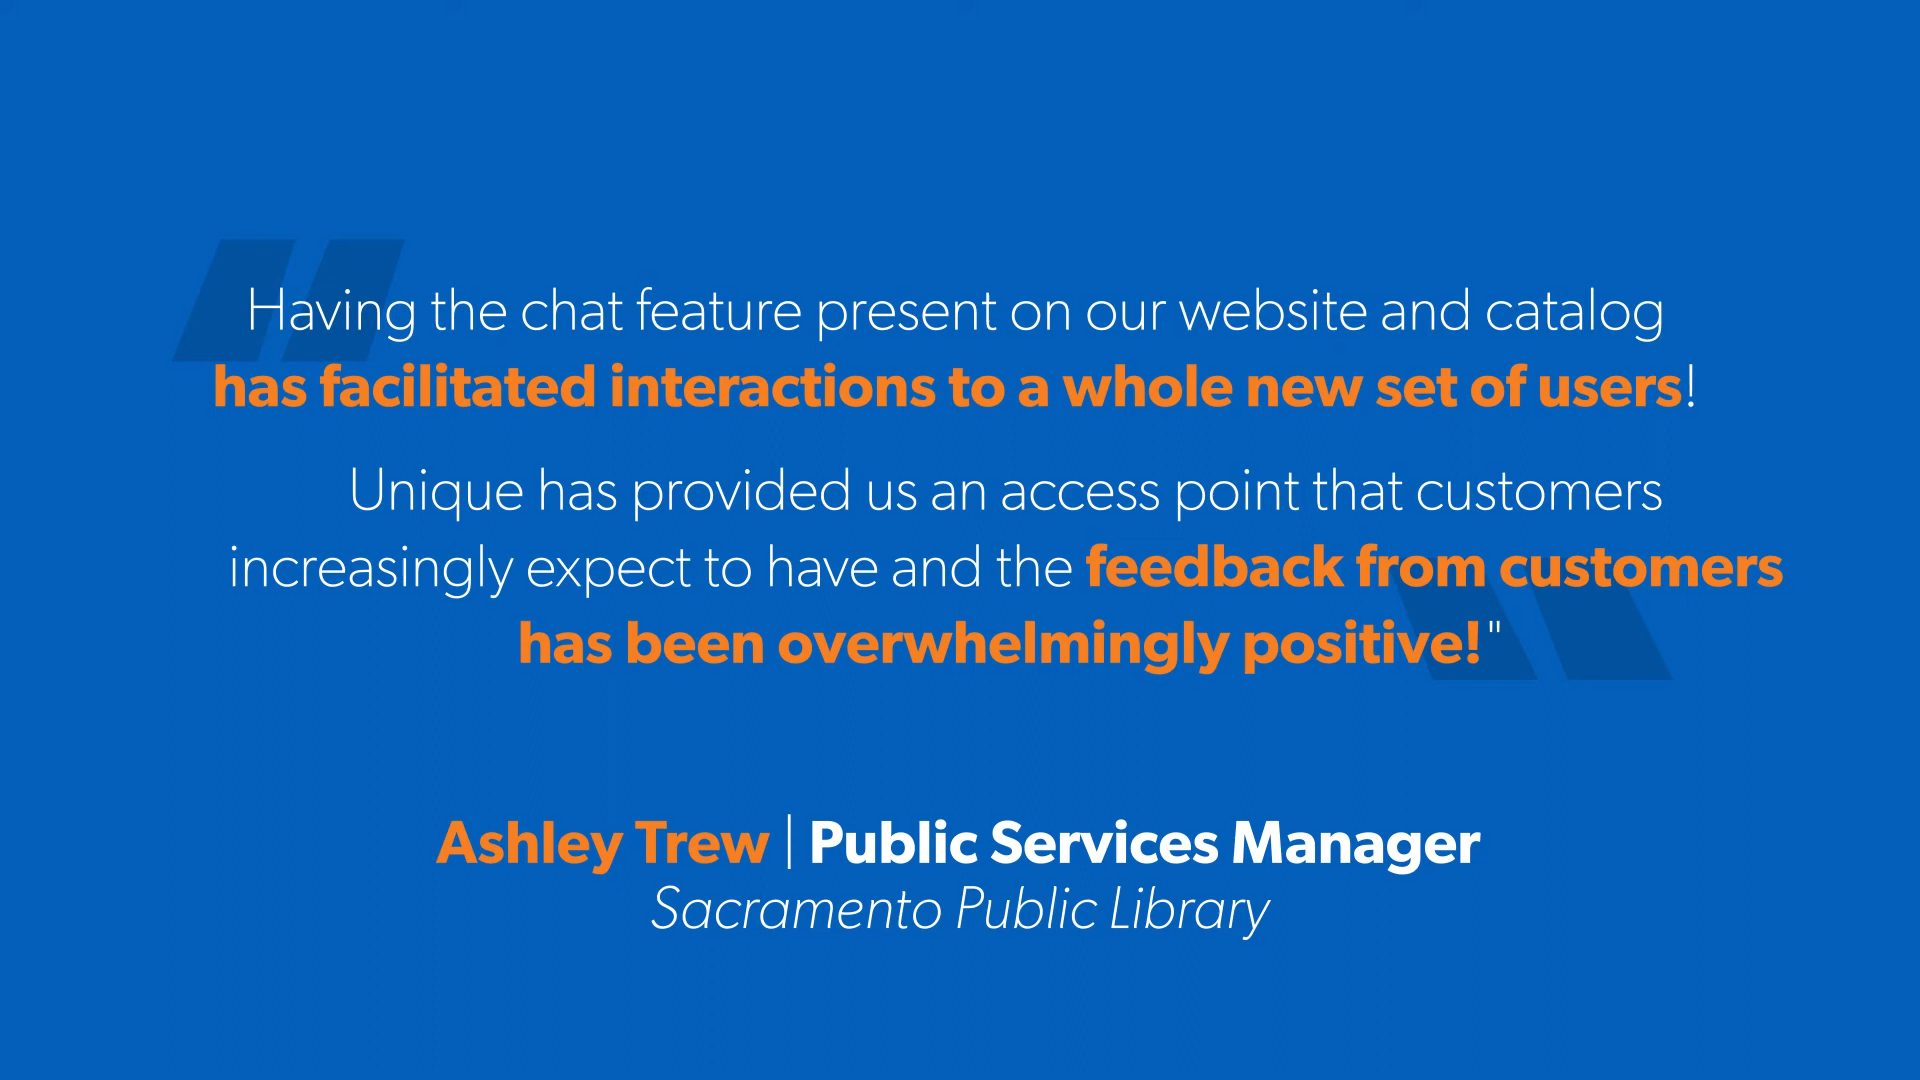 Having the chat feature present on our website and catalog
has facilitated interactions to a whole new set of users!
Unique has provided us an access point that customers
increasingly expect to have and the feedback from customers
has been overwhelmingly positive!"
Ashley Trew | Public Services Manager
Sacramento Public Library